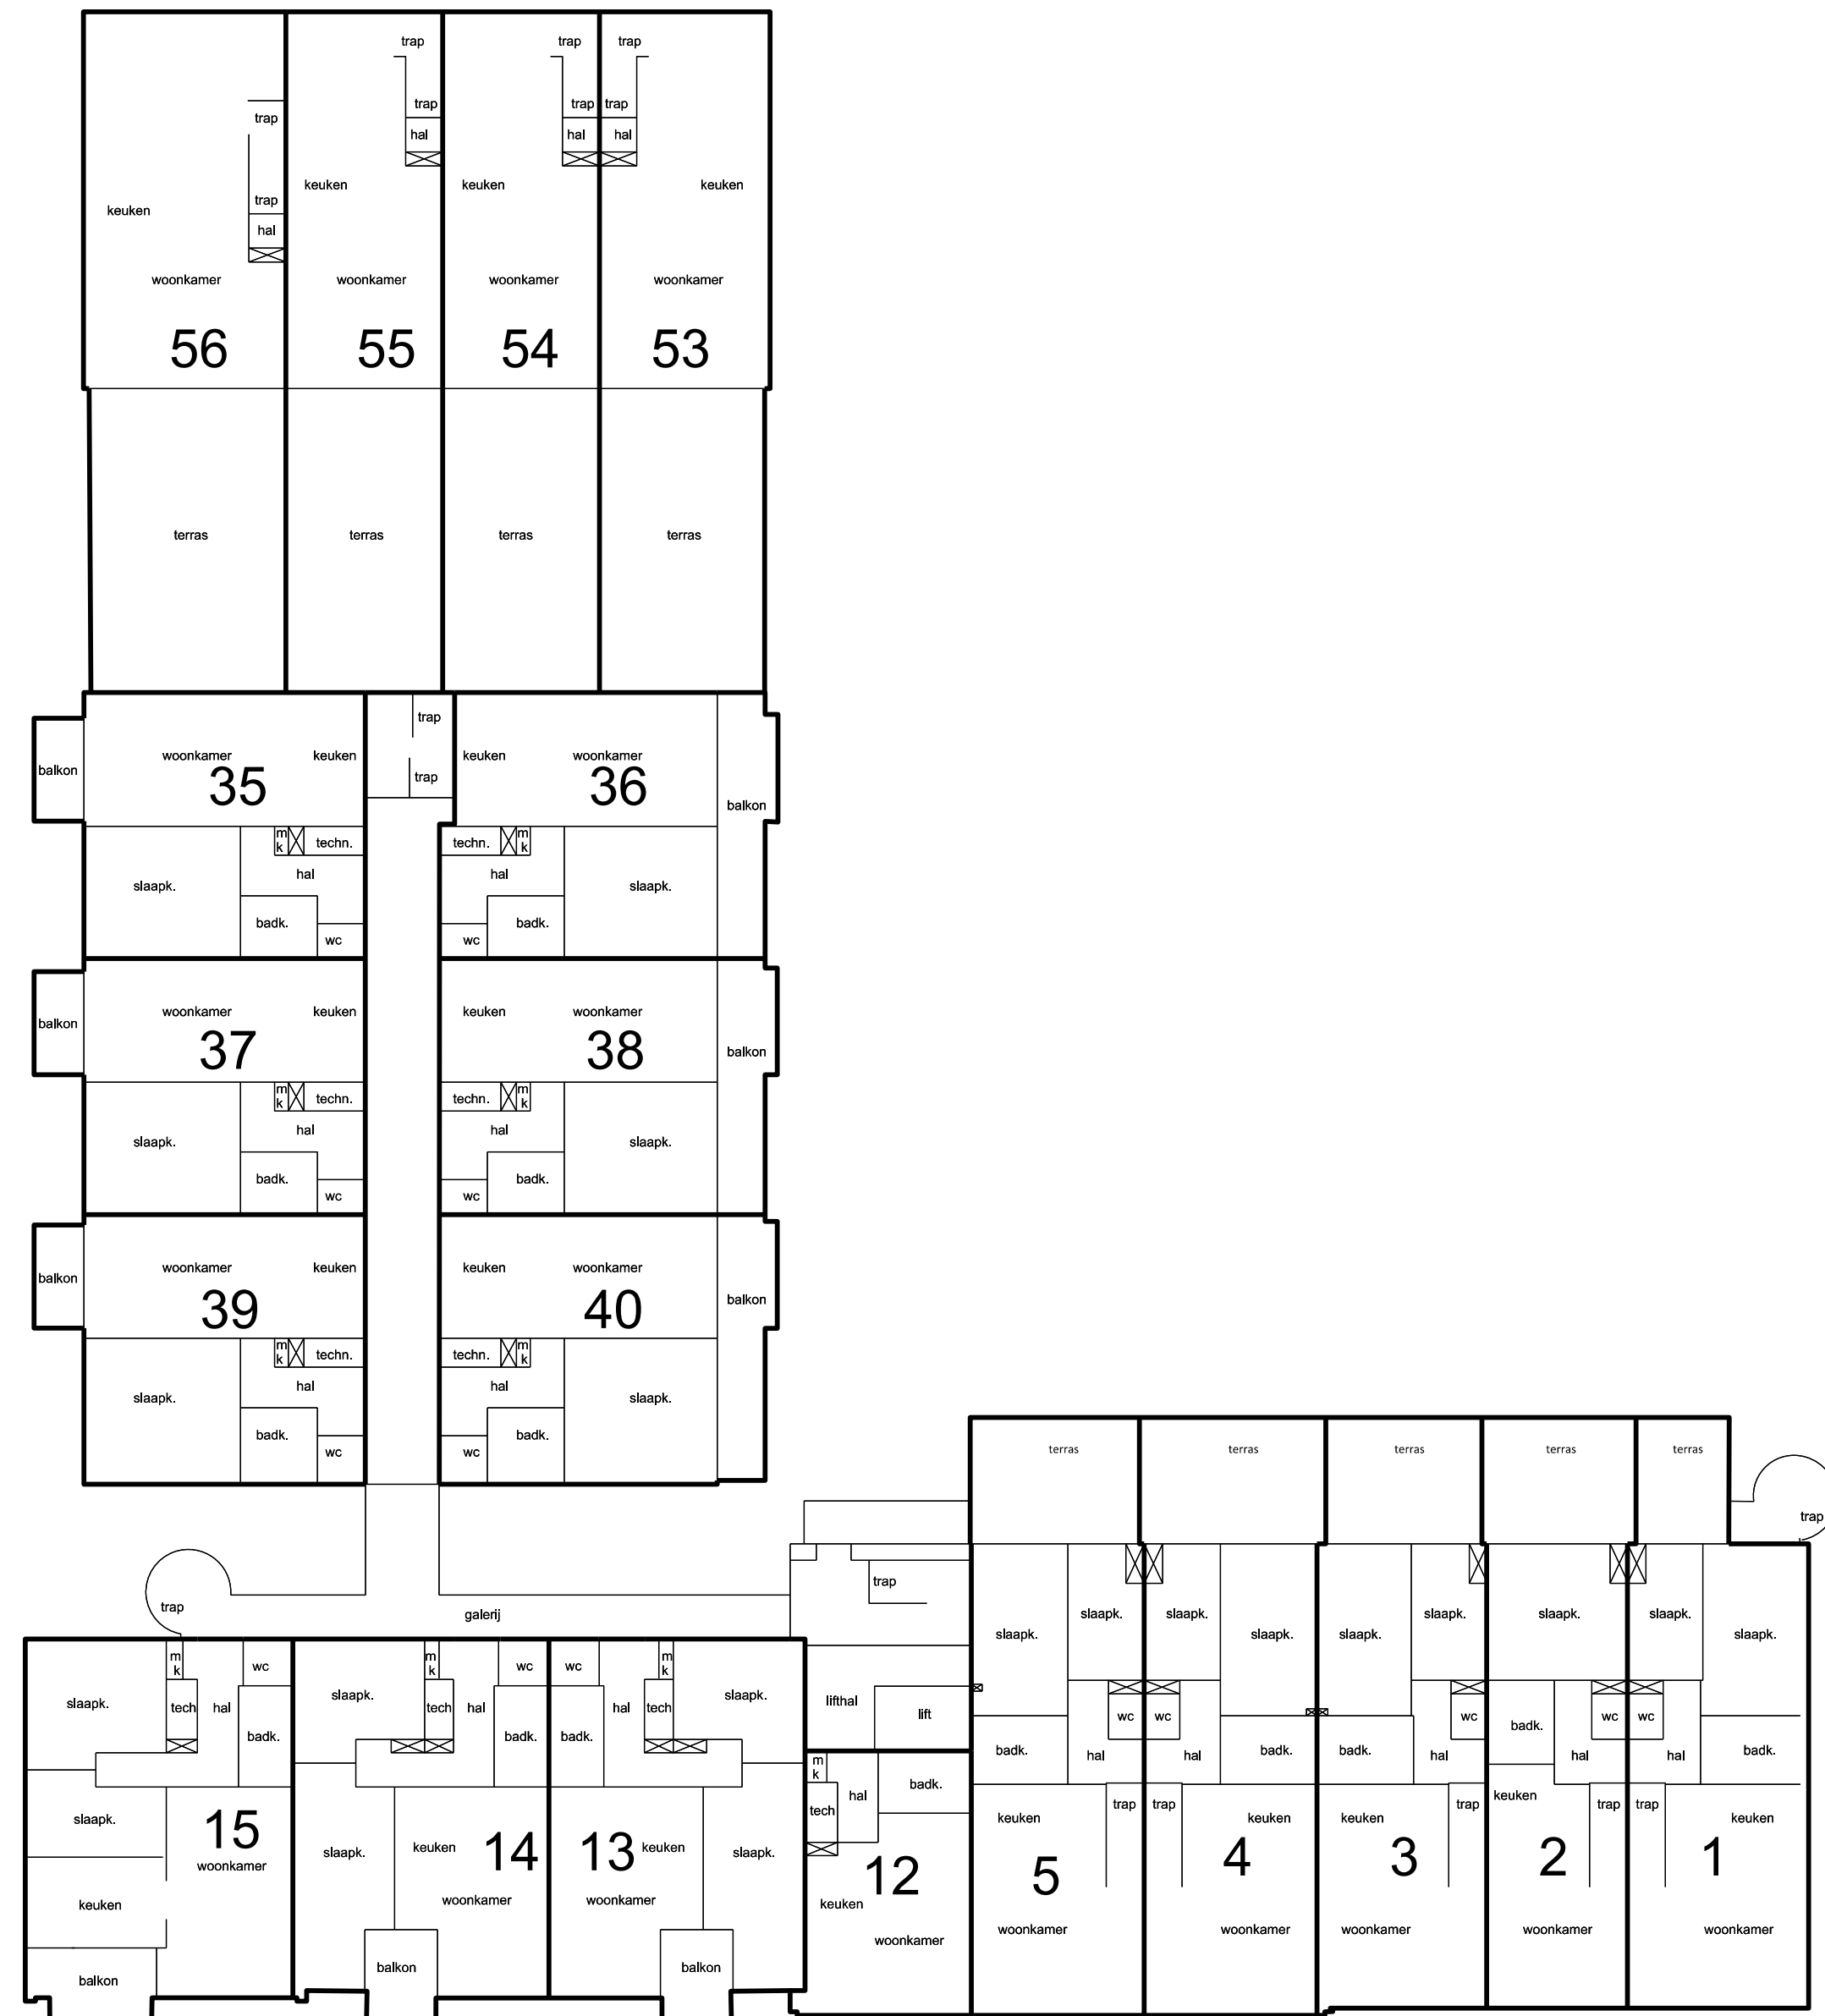 trap
trap
trap
trap
trap
trap
trap
trap
hal
hal
hal
keuken
keuken
keuken
keuken
trap
hal
woonkamer
woonkamer
woonkamer
woonkamer
56
55
54
53
terras
terras
terras
terras
trap
woonkamer
keuken
keuken
woonkamer
balkon
35
trap
36
balkon
m
k
techn.
techn.
m
k
hal
hal
slaapk.
slaapk.
badk.
badk.
wc
wc
woonkamer
keuken
keuken
woonkamer
balkon
37
38
balkon
m
k
techn.
techn.
m
k
hal
hal
slaapk.
slaapk.
badk.
badk.
wc
wc
woonkamer
keuken
keuken
woonkamer
balkon
39
40
balkon
m
k
techn.
techn.
m
k
hal
hal
slaapk.
slaapk.
badk.
badk.
wc
wc
terras
terras
terras
terras
terras
trap
trap
trap
galerij
slaapk.
slaapk.
slaapk.
slaapk.
slaapk.
slaapk.
slaapk.
slaapk.
slaapk.
m
k
wc
m
k
wc
wc
m
k
slaapk.
tech
hal
badk.
slaapk.
tech
hal
badk.
badk.
hal
tech
slaapk.
lifthal
lift
wc
wc
wc
wc
wc
badk.
hal
hal
badk.
badk.
hal
badk.
hal
hal
badk.
m
k
hal
badk.
tech
slaapk.
15
woonkamer
keuken
balkon
slaapk.
keuken
14
woonkamer
balkon
13
keuken
woonkamer
slaapk.
balkon
12
keuken
woonkamer
keuken
trap
5
woonkamer
trap
keuken
4
woonkamer
keuken
trap
3
woonkamer
keuken
trap
2
woonkamer
trap
keuken
1
woonkamer